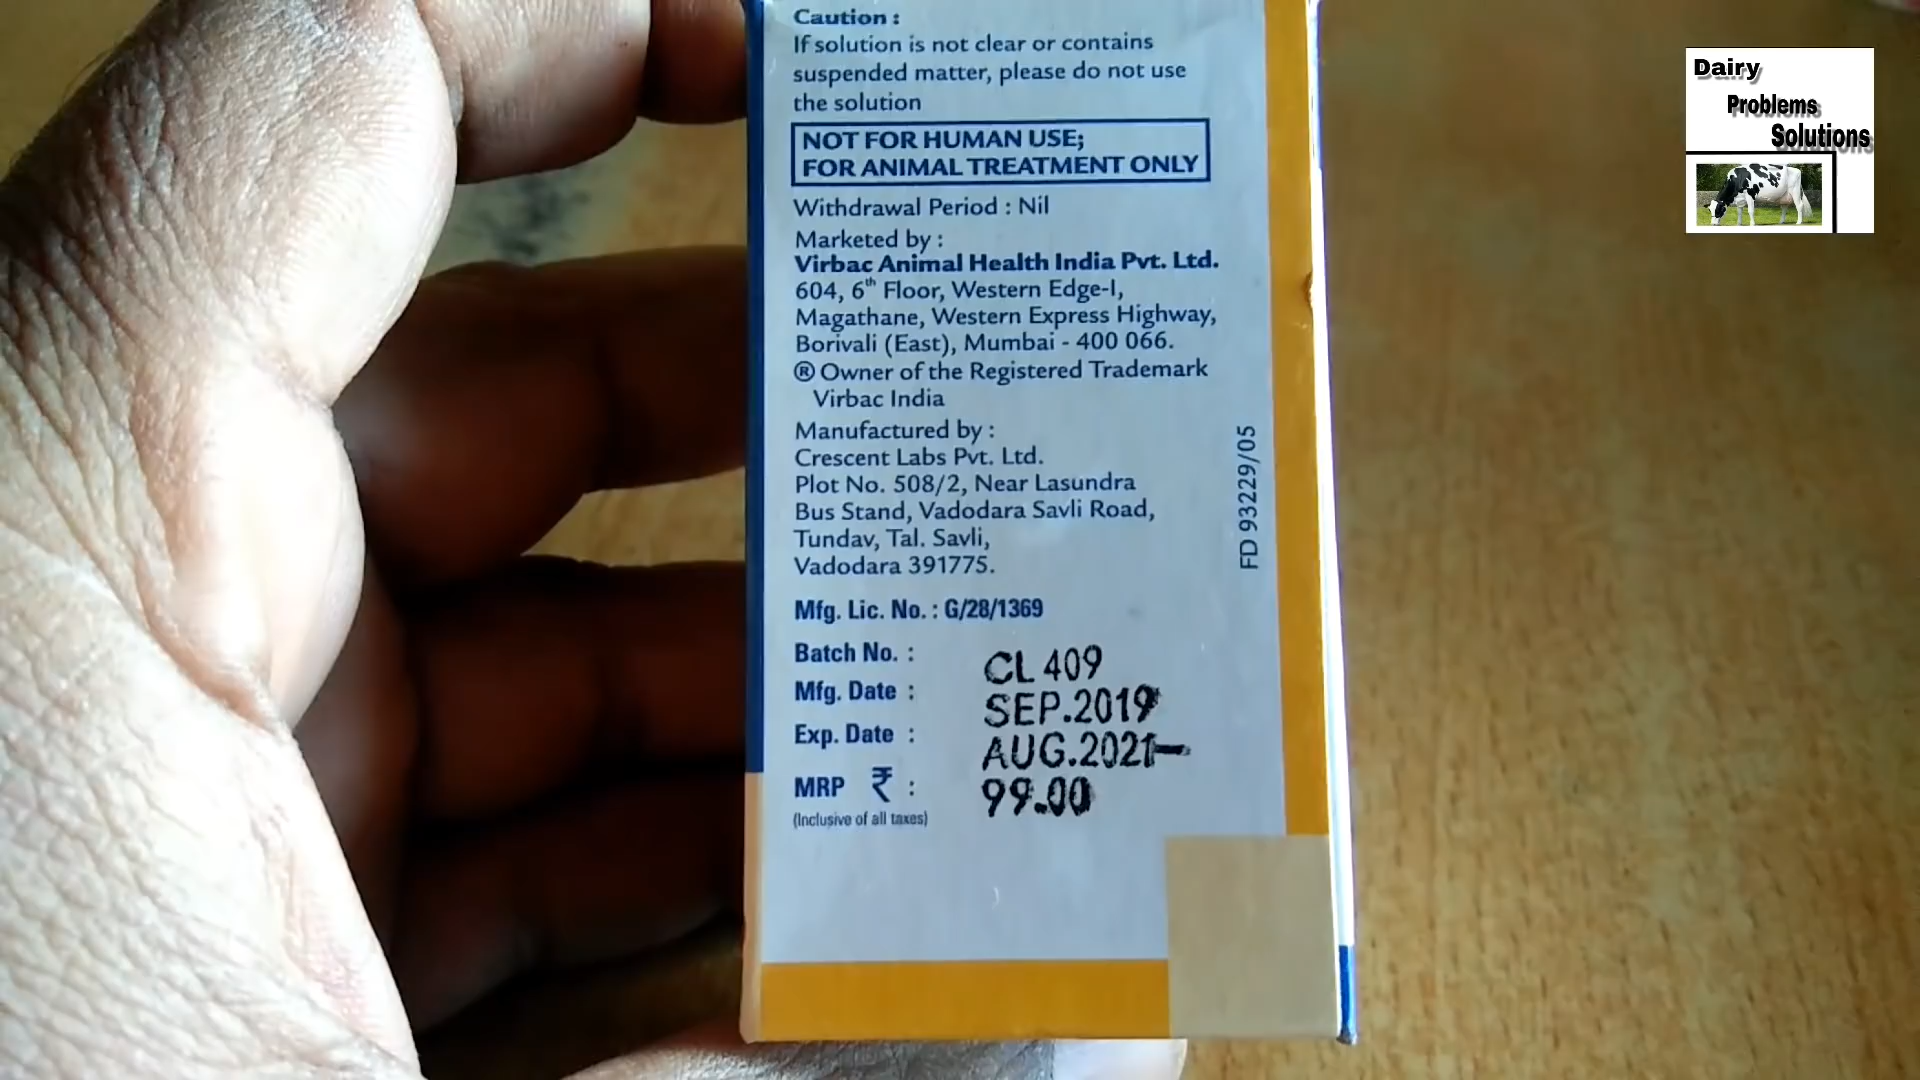 Caution :
If solution is not clear or contains
suspended matter, please do not use
the solution
NOT FOR HUMAN USE;
FOR ANIMAL TREATMENT ONLY
Withdrawal Period : Nil
Marketed by :
Virbac Animal Health India Pvt. Ltd.
604, 6th Floor, Western Edge-I,
Magathane, Western Express Highway,
Borivali (East), Mumbai - 400 066.
® Owner of the Registered Trademark
Virbac India
Manufactured by :
Crescent Labs Pvt. Ltd.
Plot No. 508/2, Near Lasundra
Bus Stand, Vadodara Savli Road,
Tundav, Tal. Savli,
Vadodara 391775.
Mfg. Lic. No. : G/28/1369
Batch No. : CL 409
Mfg. Date : SEP.2019
Exp. Date : AUG.2021
MRP ₹ : 99.00
(Inclusive of all taxes)
FD 93229/05
Dairy
Problems
Solutions